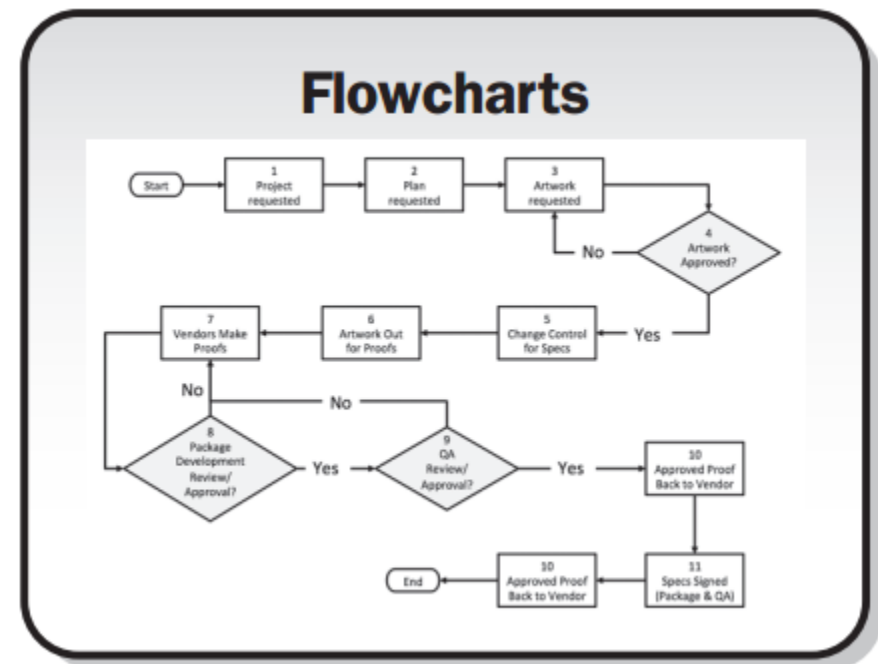 Flowcharts
Start
1
Project
requested
2
Plan
requested
3
Artwork
requested
4
Artwork
Approved?
No
7
Vendors Make
Proofs
6
Artwork Out
for Proofs
5
Change Control
for Specs
Yes
No
No
8
Package
Development
Review/
Approval?
Yes
9
QA
Review/
Approval?
Yes
10
Approved Proof
Back to Vendor
End
10
Approved Proof
Back to Vendor
11
Specs Signed
(Package & QA)